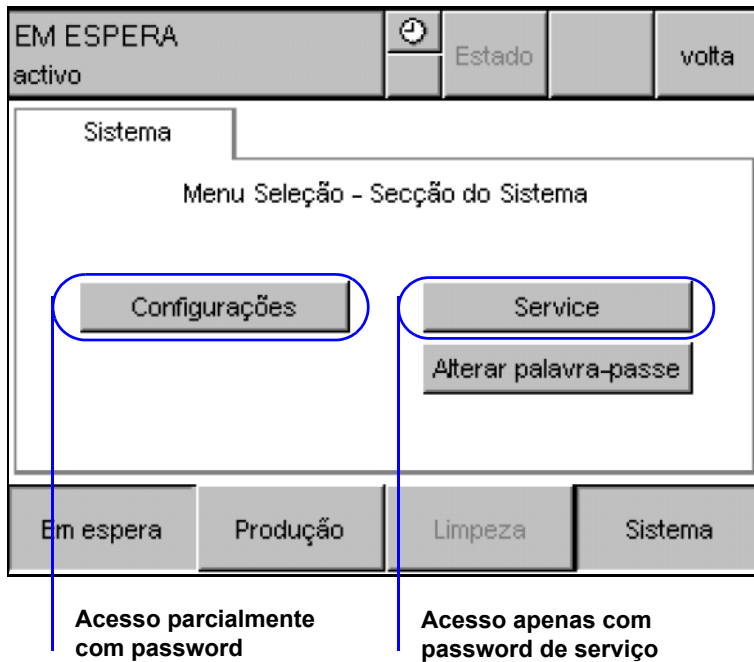 EM ESPERA
activo
Estado
volta
Sistema
Menu Seleção - Secção do Sistema
Configurações
Service
Alterar palavra-passe
Em espera
Produção
Limpeza
Sistema
Acesso parcialmente
com password
Acesso apenas com
password de serviço